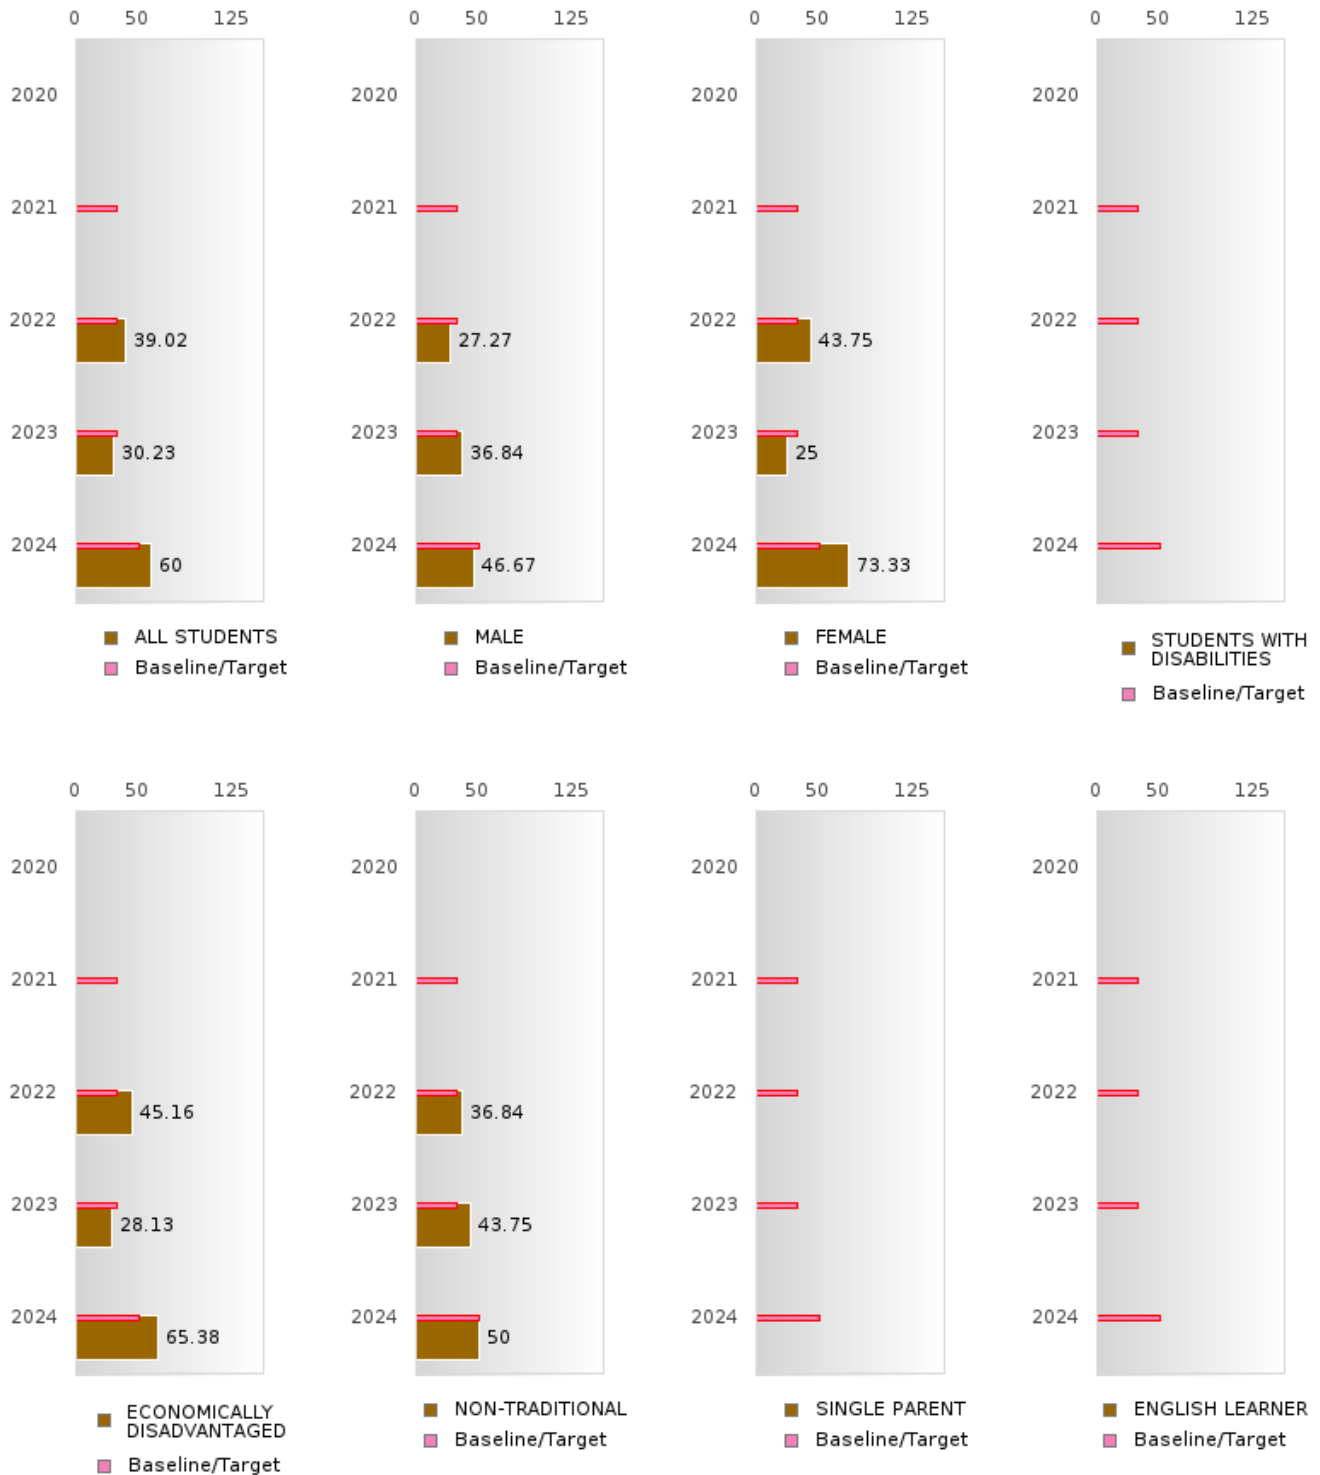 0 50 125 0 50 125 0 50 125 0 50 125
2020 2020 2020 2020
2021 2021 2021 2021
2022 39.02 2022 27.27 2022 43.75 2022
2023 30.23 2023 36.84 2023 25 2023
2024 60 2024 46.67 2024 73.33 2024
ALL STUDENTS
Baseline/Target
MALE
Baseline/Target
FEMALE
Baseline/Target
STUDENTS WITH
DISABILITIES
Baseline/Target
0 50 125 0 50 125 0 50 125 0 50 125
2020 2020 2020 2020
2021 2021 2021 2021
2022 45.16 2022 36.84 2022 2022
2023 28.13 2023 43.75 2023 2023
2024 65.38 2024 50 2024 2024
ECONOMICALLY
DISADVANTAGED
Baseline/Target
NON-TRADITIONAL
Baseline/Target
SINGLE PARENT
Baseline/Target
ENGLISH LEARNER
Baseline/Target